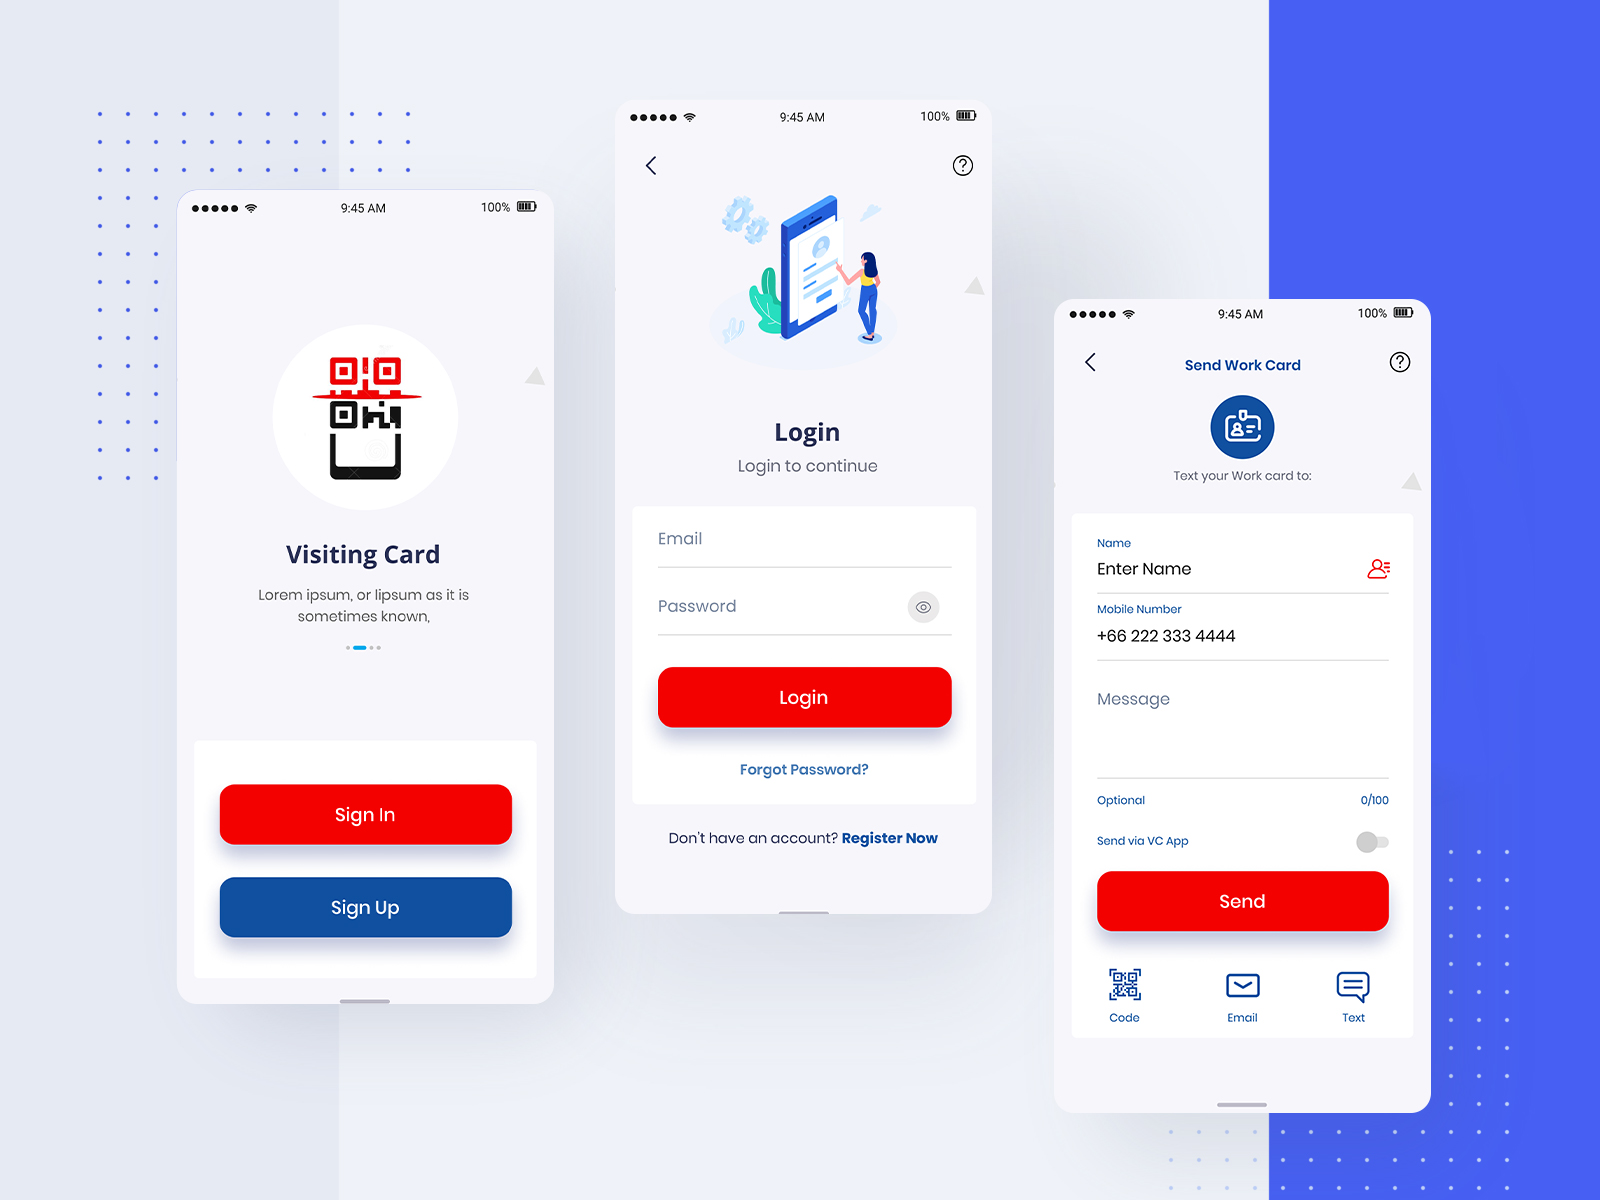 9:45 AM
100%
Visiting Card
Lorem ipsum, or lipsum as it is
sometimes known,
Sign In
Sign Up
9:45 AM
100%
Login
Login to continue
Email
Password
Login
Forgot Password?
Don't have an account? Register Now
9:45 AM
100%
Send Work Card
Text your Work card to:
Name
Enter Name
Mobile Number
+66 222 333 4444
Message
Optional
0/100
Send via VC App
Send
Code
Email
Text